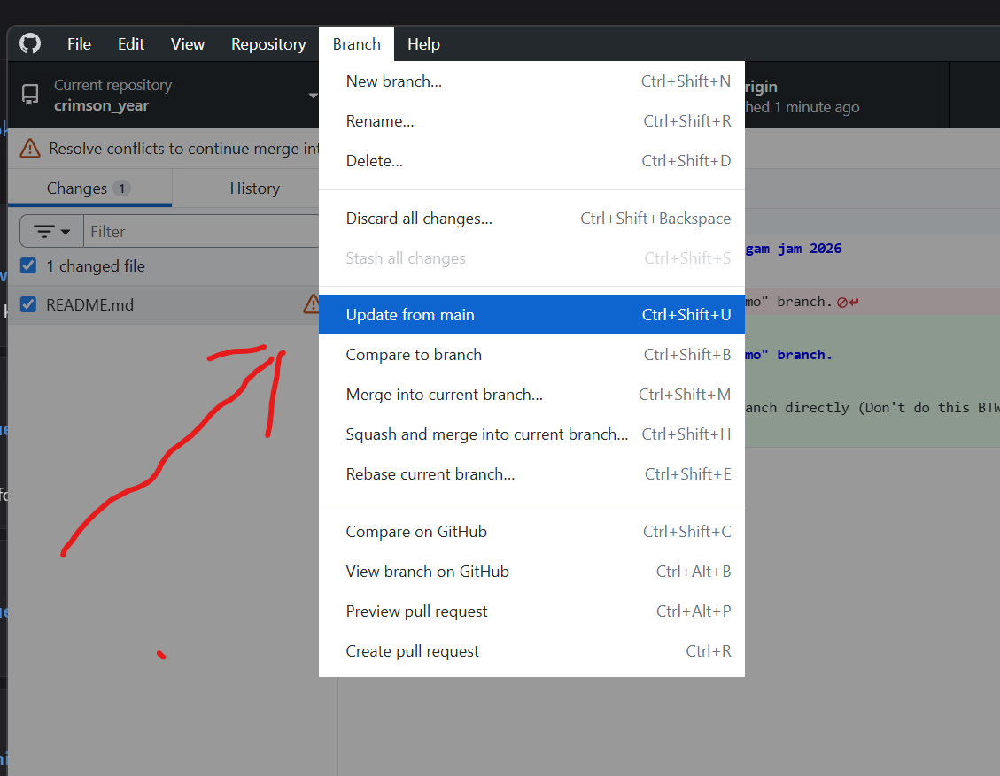 File Edit View Repository Branch Help
Current repository
crimson_year
rigin
hed 1 minute ago
Resolve conflicts to continue merge int
Changes 1 History
Filter
1 changed file
README.md
New branch... Ctrl+Shift+N
Rename... Ctrl+Shift+R
Delete... Ctrl+Shift+D
Discard all changes... Ctrl+Shift+Backspace
Stash all changes Ctrl+Shift+S
Update from main Ctrl+Shift+U
Compare to branch Ctrl+Shift+B
Merge into current branch... Ctrl+Shift+M
Squash and merge into current branch... Ctrl+Shift+H
Rebase current branch... Ctrl+Shift+E
Compare on GitHub Ctrl+Shift+C
View branch on GitHub Ctrl+Alt+B
Preview pull request Ctrl+Alt+P
Create pull request Ctrl+R
gam jam 2026
mo" branch.
mo" branch.
anch directly (Don't do this BTW